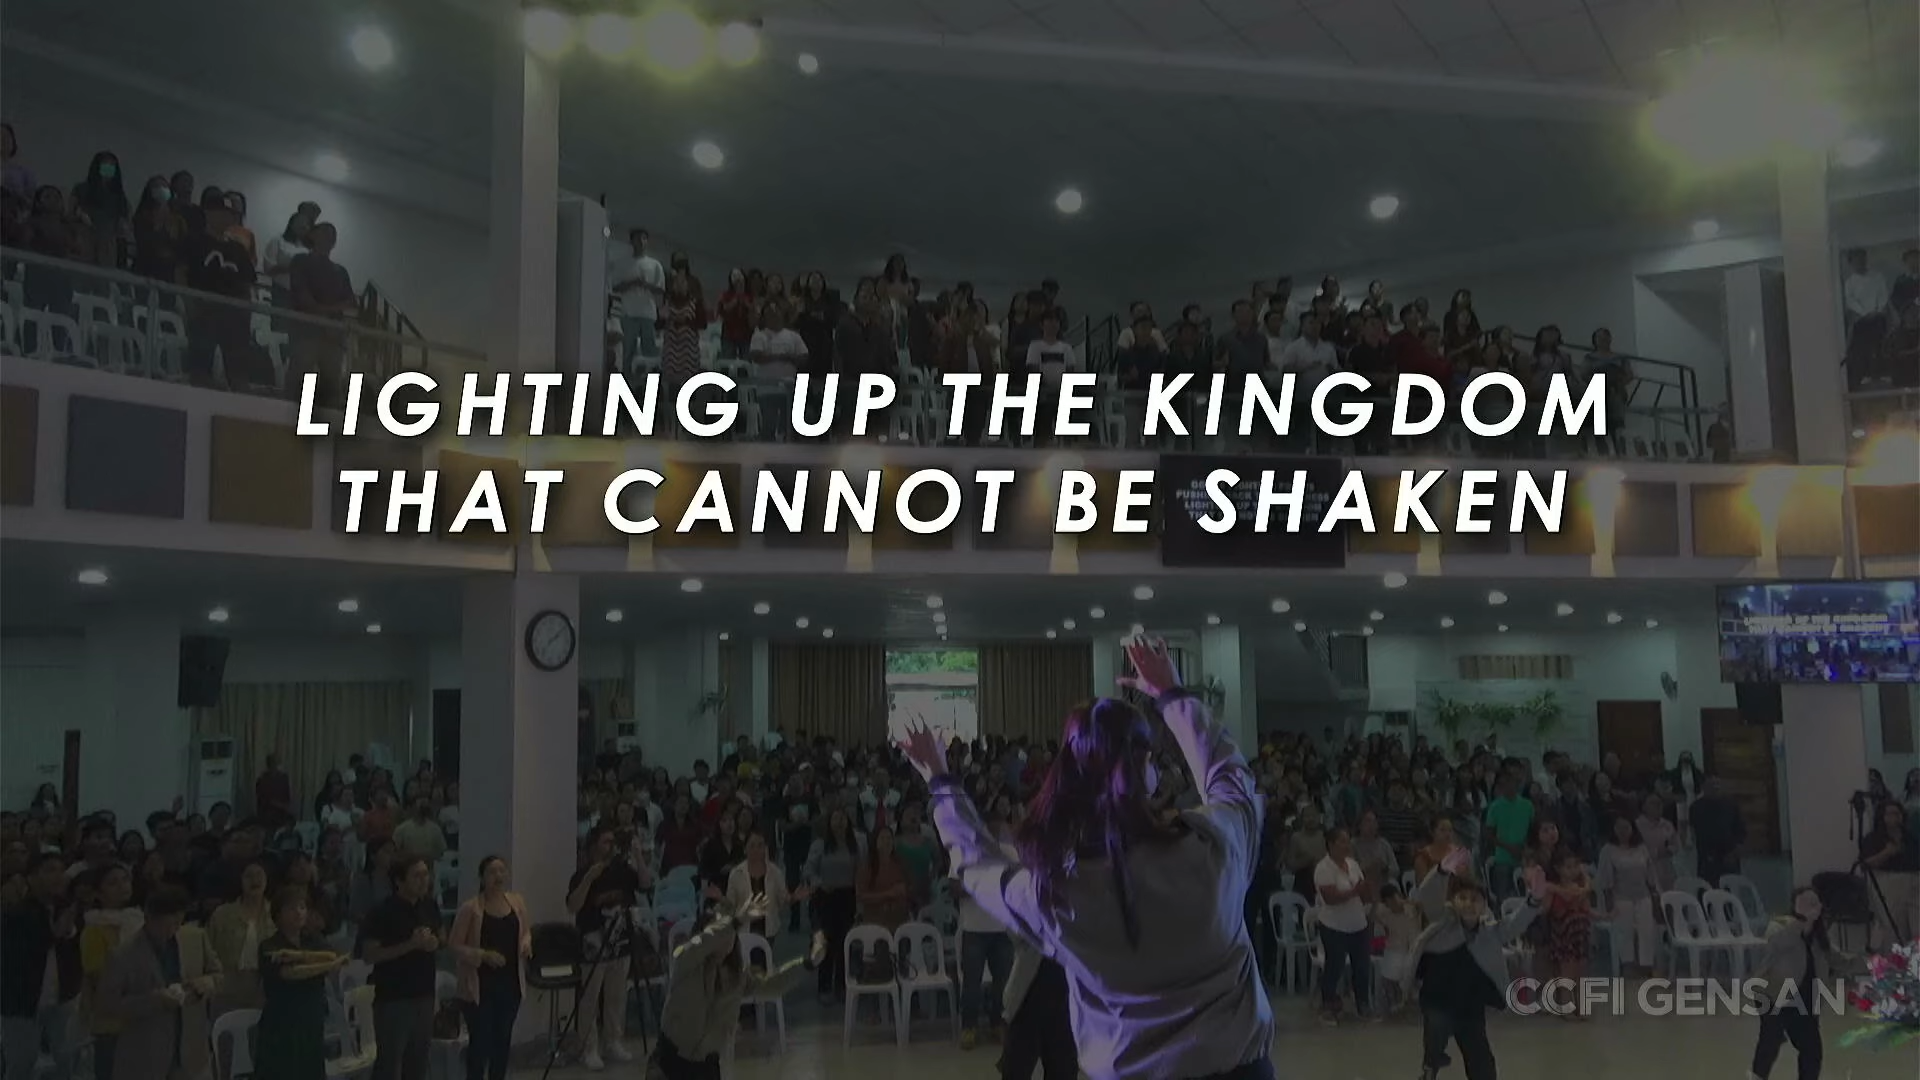 LIGHTING UP THE KINGDOM
THAT CANNOT BE SHAKEN
CCFI GENSAN